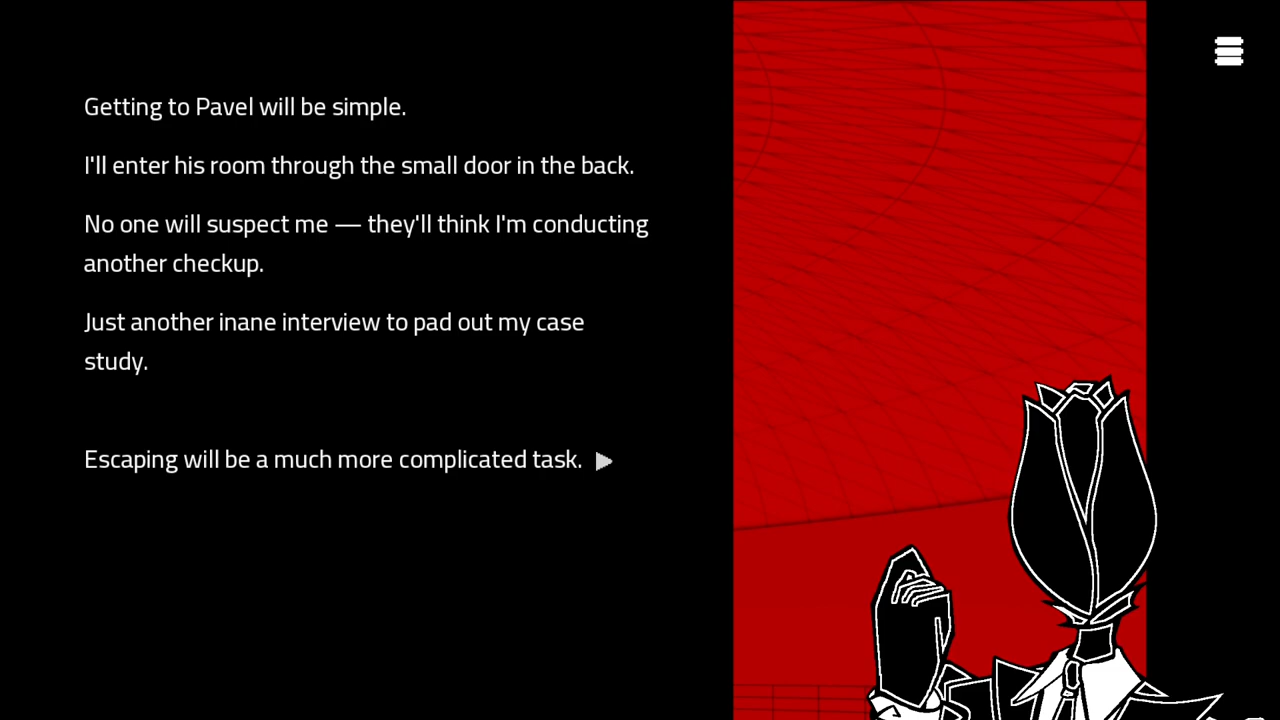 Getting to Pavel will be simple.
I'll enter his room through the small door in the back.
No one will suspect me — they'll think I'm conducting
another checkup.
Just another inane interview to pad out my case
study.
Escaping will be a much more complicated task.